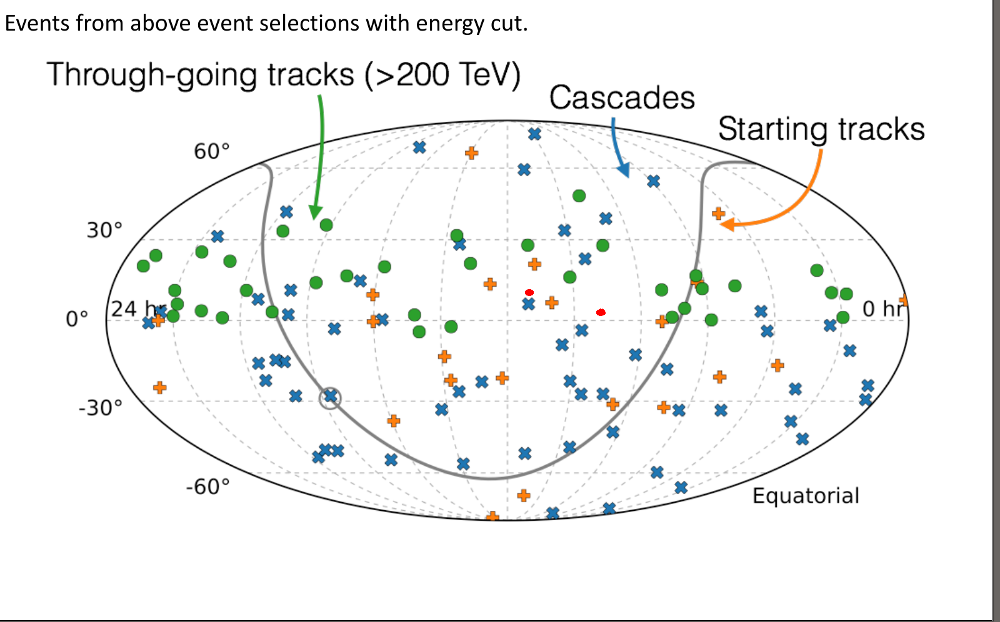 Events from above event selections with energy cut.
Through-going tracks (>200 TeV)
Cascades
Starting tracks
60°
30°
24 hr
0 hr
0°
-30°
-60°
Equatorial